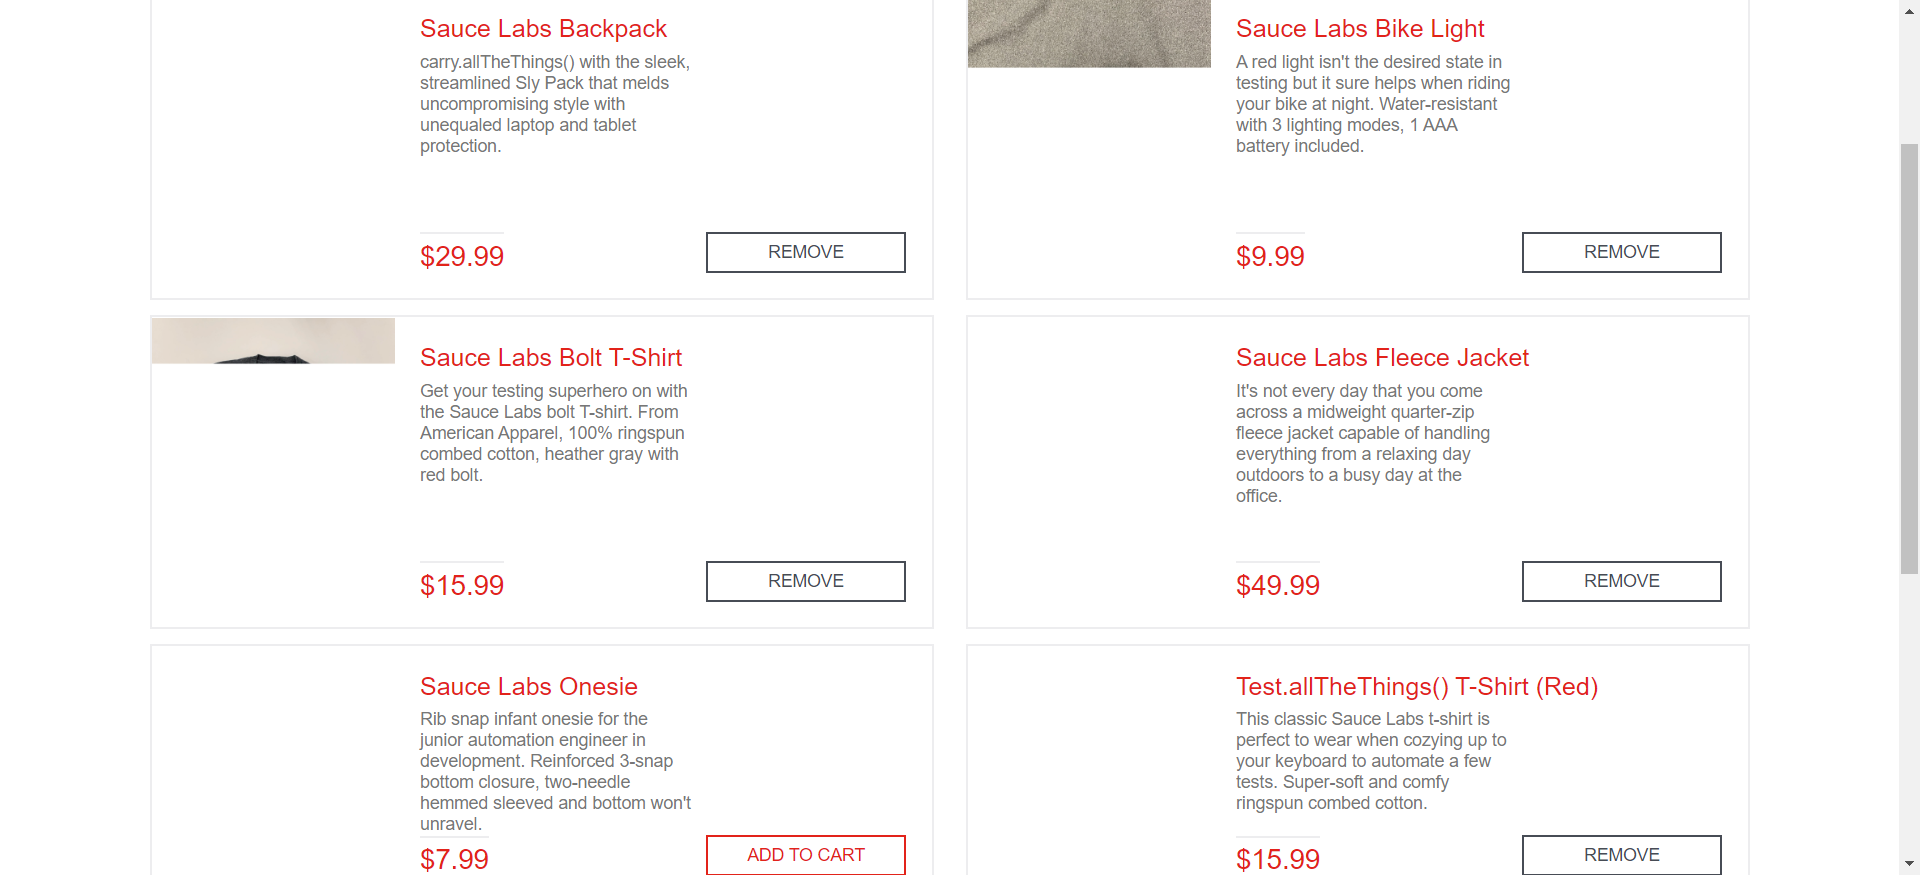 Sauce Labs Backpack
carry.allTheThings() with the sleek,
streamlined Sly Pack that melds
uncompromising style with
unequaled laptop and tablet
protection.
$29.99
REMOVE
Sauce Labs Bike Light
A red light isn't the desired state in
testing but it sure helps when riding
your bike at night. Water-resistant
with 3 lighting modes, 1 AAA
battery included.
$9.99
REMOVE
Sauce Labs Bolt T-Shirt
Get your testing superhero on with
the Sauce Labs bolt T-shirt. From
American Apparel, 100% ringspun
combed cotton, heather gray with
red bolt.
$15.99
REMOVE
Sauce Labs Fleece Jacket
It's not every day that you come
across a midweight quarter-zip
fleece jacket capable of handling
everything from a relaxing day
outdoors to a busy day at the
office.
$49.99
REMOVE
Sauce Labs Onesie
Rib snap infant onesie for the
junior automation engineer in
development. Reinforced 3-snap
bottom closure, two-needle
hemmed sleeved and bottom won't
unravel.
$7.99
ADD TO CART
Test.allTheThings() T-Shirt (Red)
This classic Sauce Labs t-shirt is
perfect to wear when cozying up to
your keyboard to automate a few
tests. Super-soft and comfy
ringspun combed cotton.
$15.99
REMOVE